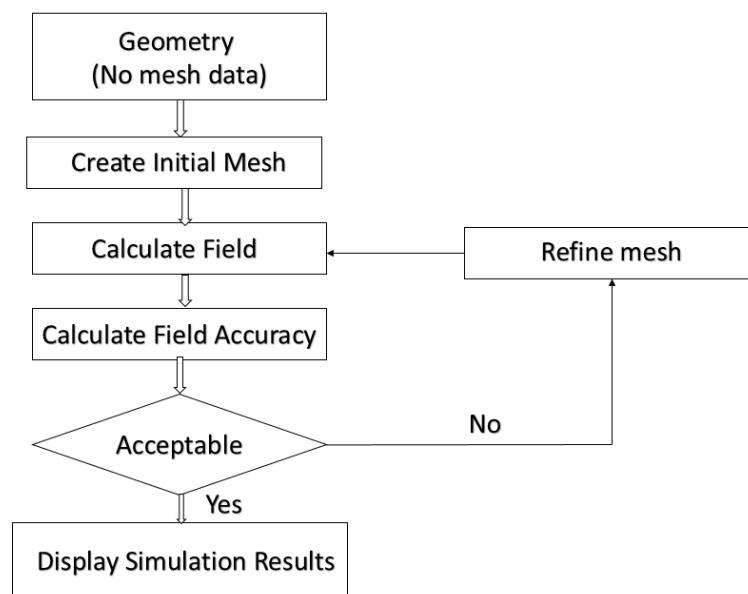 Geometry
(No mesh data)
Create Initial Mesh
Calculate Field
Refine mesh
Calculate Field Accuracy
Acceptable
No
Yes
Display Simulation Results